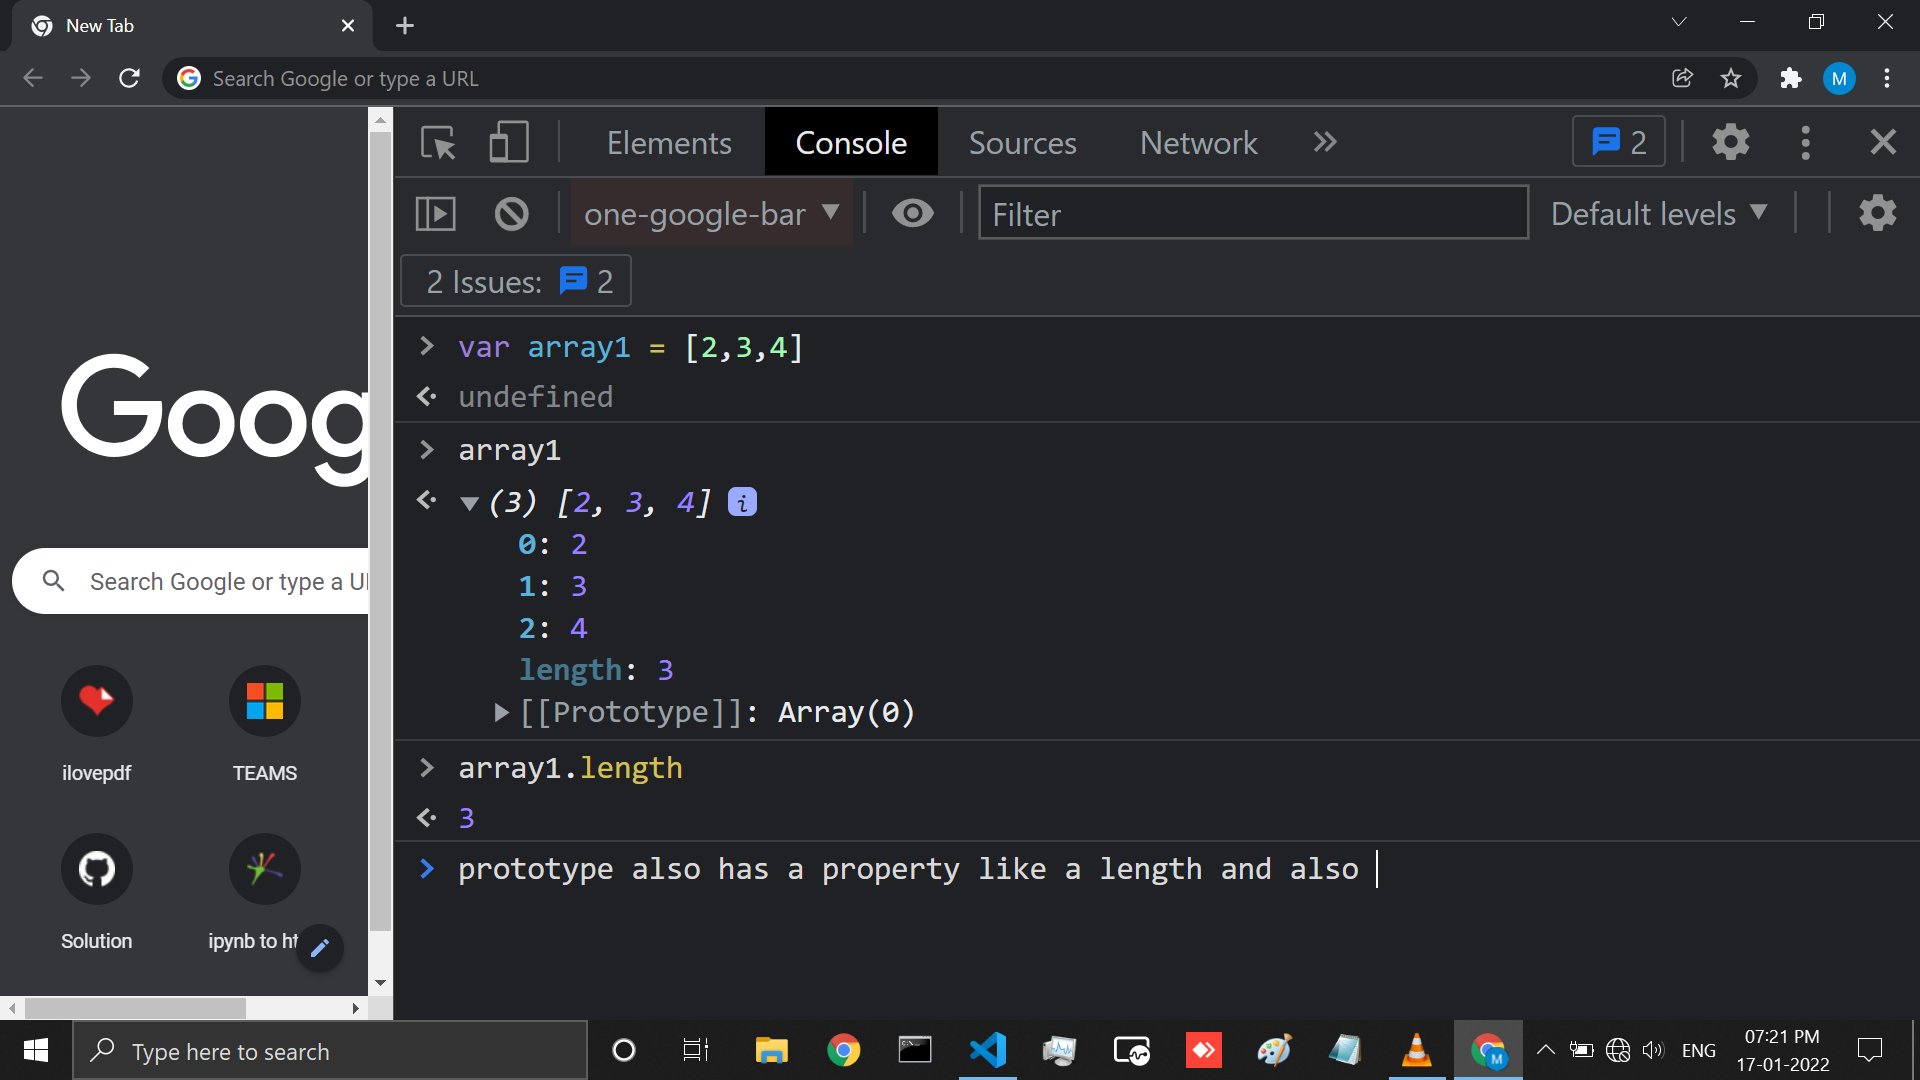 New Tab
Search Google or type a URL
M
Elements Console Sources Network 2
one-google-bar Filter Default levels
2 Issues: 2
var array1 = [2,3,4]
undefined
array1
(3) [2, 3, 4] i
0: 2
1: 3
2: 4
length: 3
[[Prototype]]: Array(0)
array1.length
3
prototype also has a property like a length and also
Goog
Search Google or type a U
ilovepdf TEAMS
Solution ipynb to ht
Type here to search
M
ENG
07:21 PM
17-01-2022